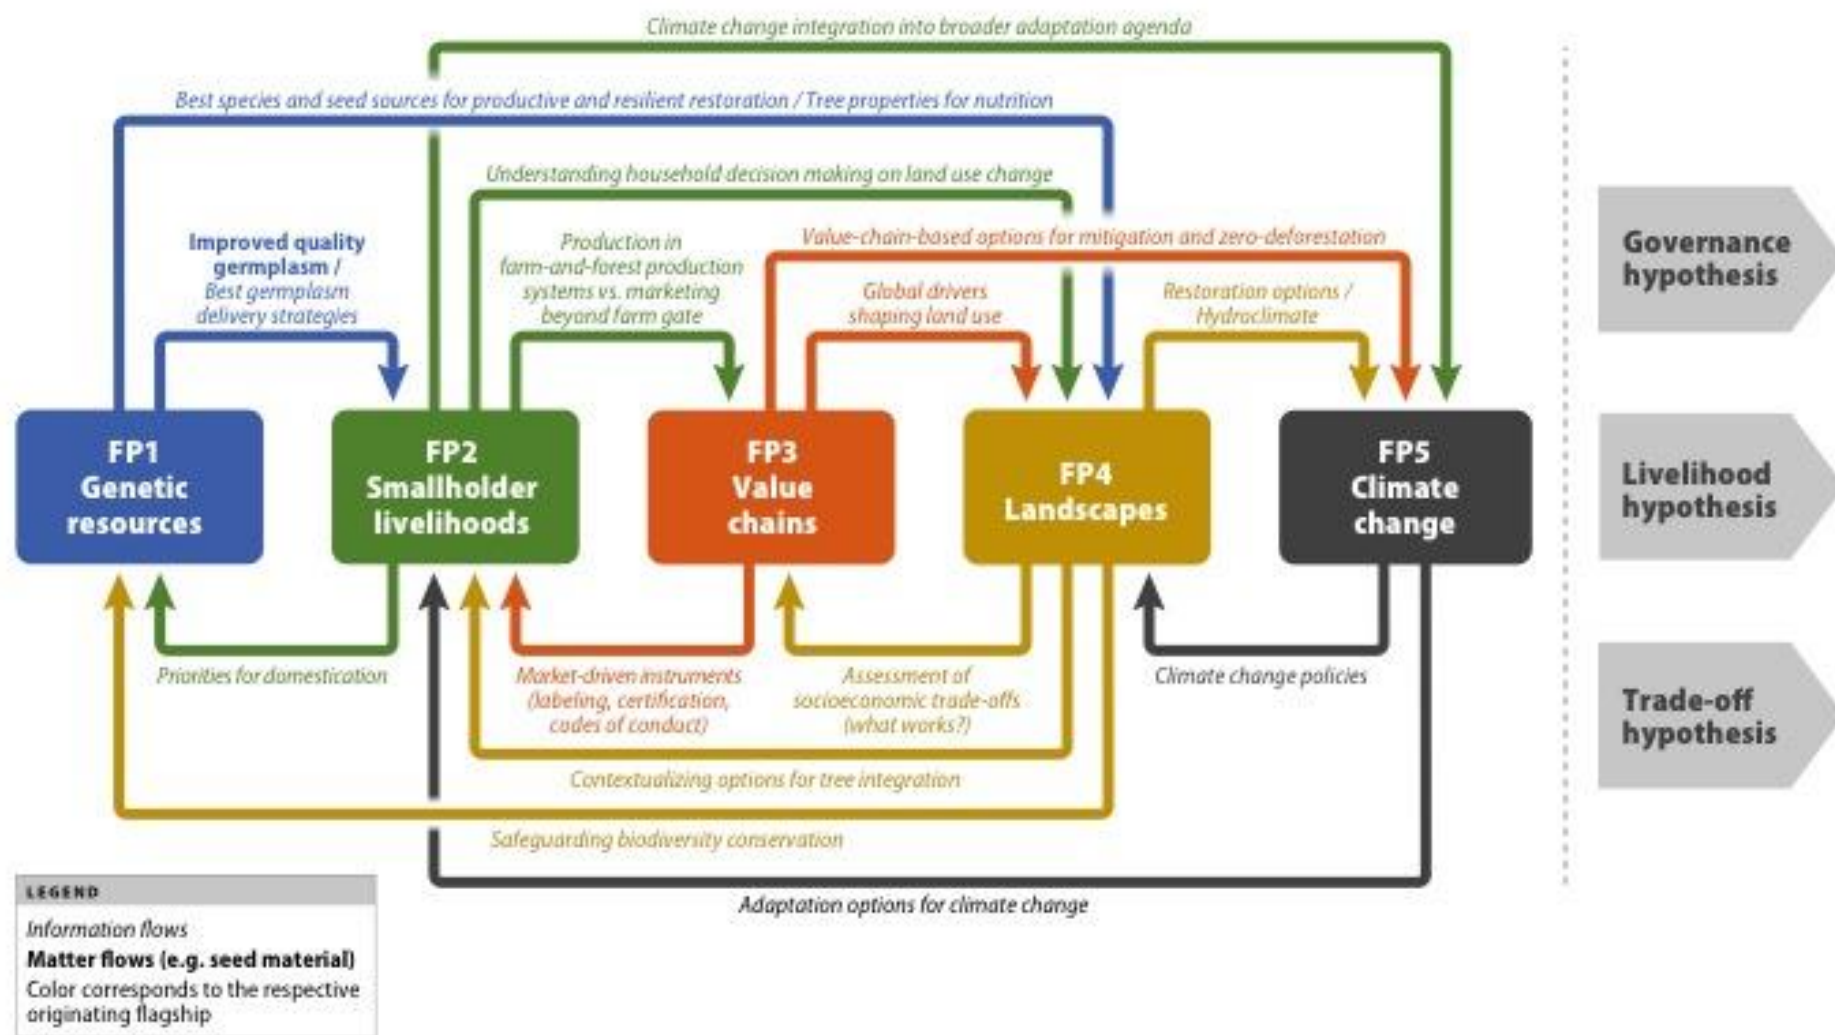 Climate change integration into broader adaptation agenda
Best species and seed sources for productive and resilient restoration / Tree properties for nutrition
Understanding household decision making on land use change
Improved quality
germplasm /
Best germplasm
delivery strategies
Production in
farm-and-forest production
systems vs. marketing
beyond farm gate
Value-chain-based options for mitigation and zero-deforestation
Global drivers
shaping land use
Restoration options /
Hydroclimate
FP1
Genetic
resources
FP2
Smallholder
livelihoods
FP3
Value
chains
FP4
Landscapes
FP5
Climate
change
Priorities for domestication
Market-driven instruments
(labeling, certification,
codes of conduct)
Assessment of
socioeconomic trade-offs
(what works?)
Climate change policies
Contextualizing options for tree integration
Safeguarding biodiversity conservation
Adaptation options for climate change
Governance
hypothesis
Livelihood
hypothesis
Trade-off
hypothesis
LEGEND
Information flows
Matter flows (e.g. seed material)
Color corresponds to the respective
originating flagship